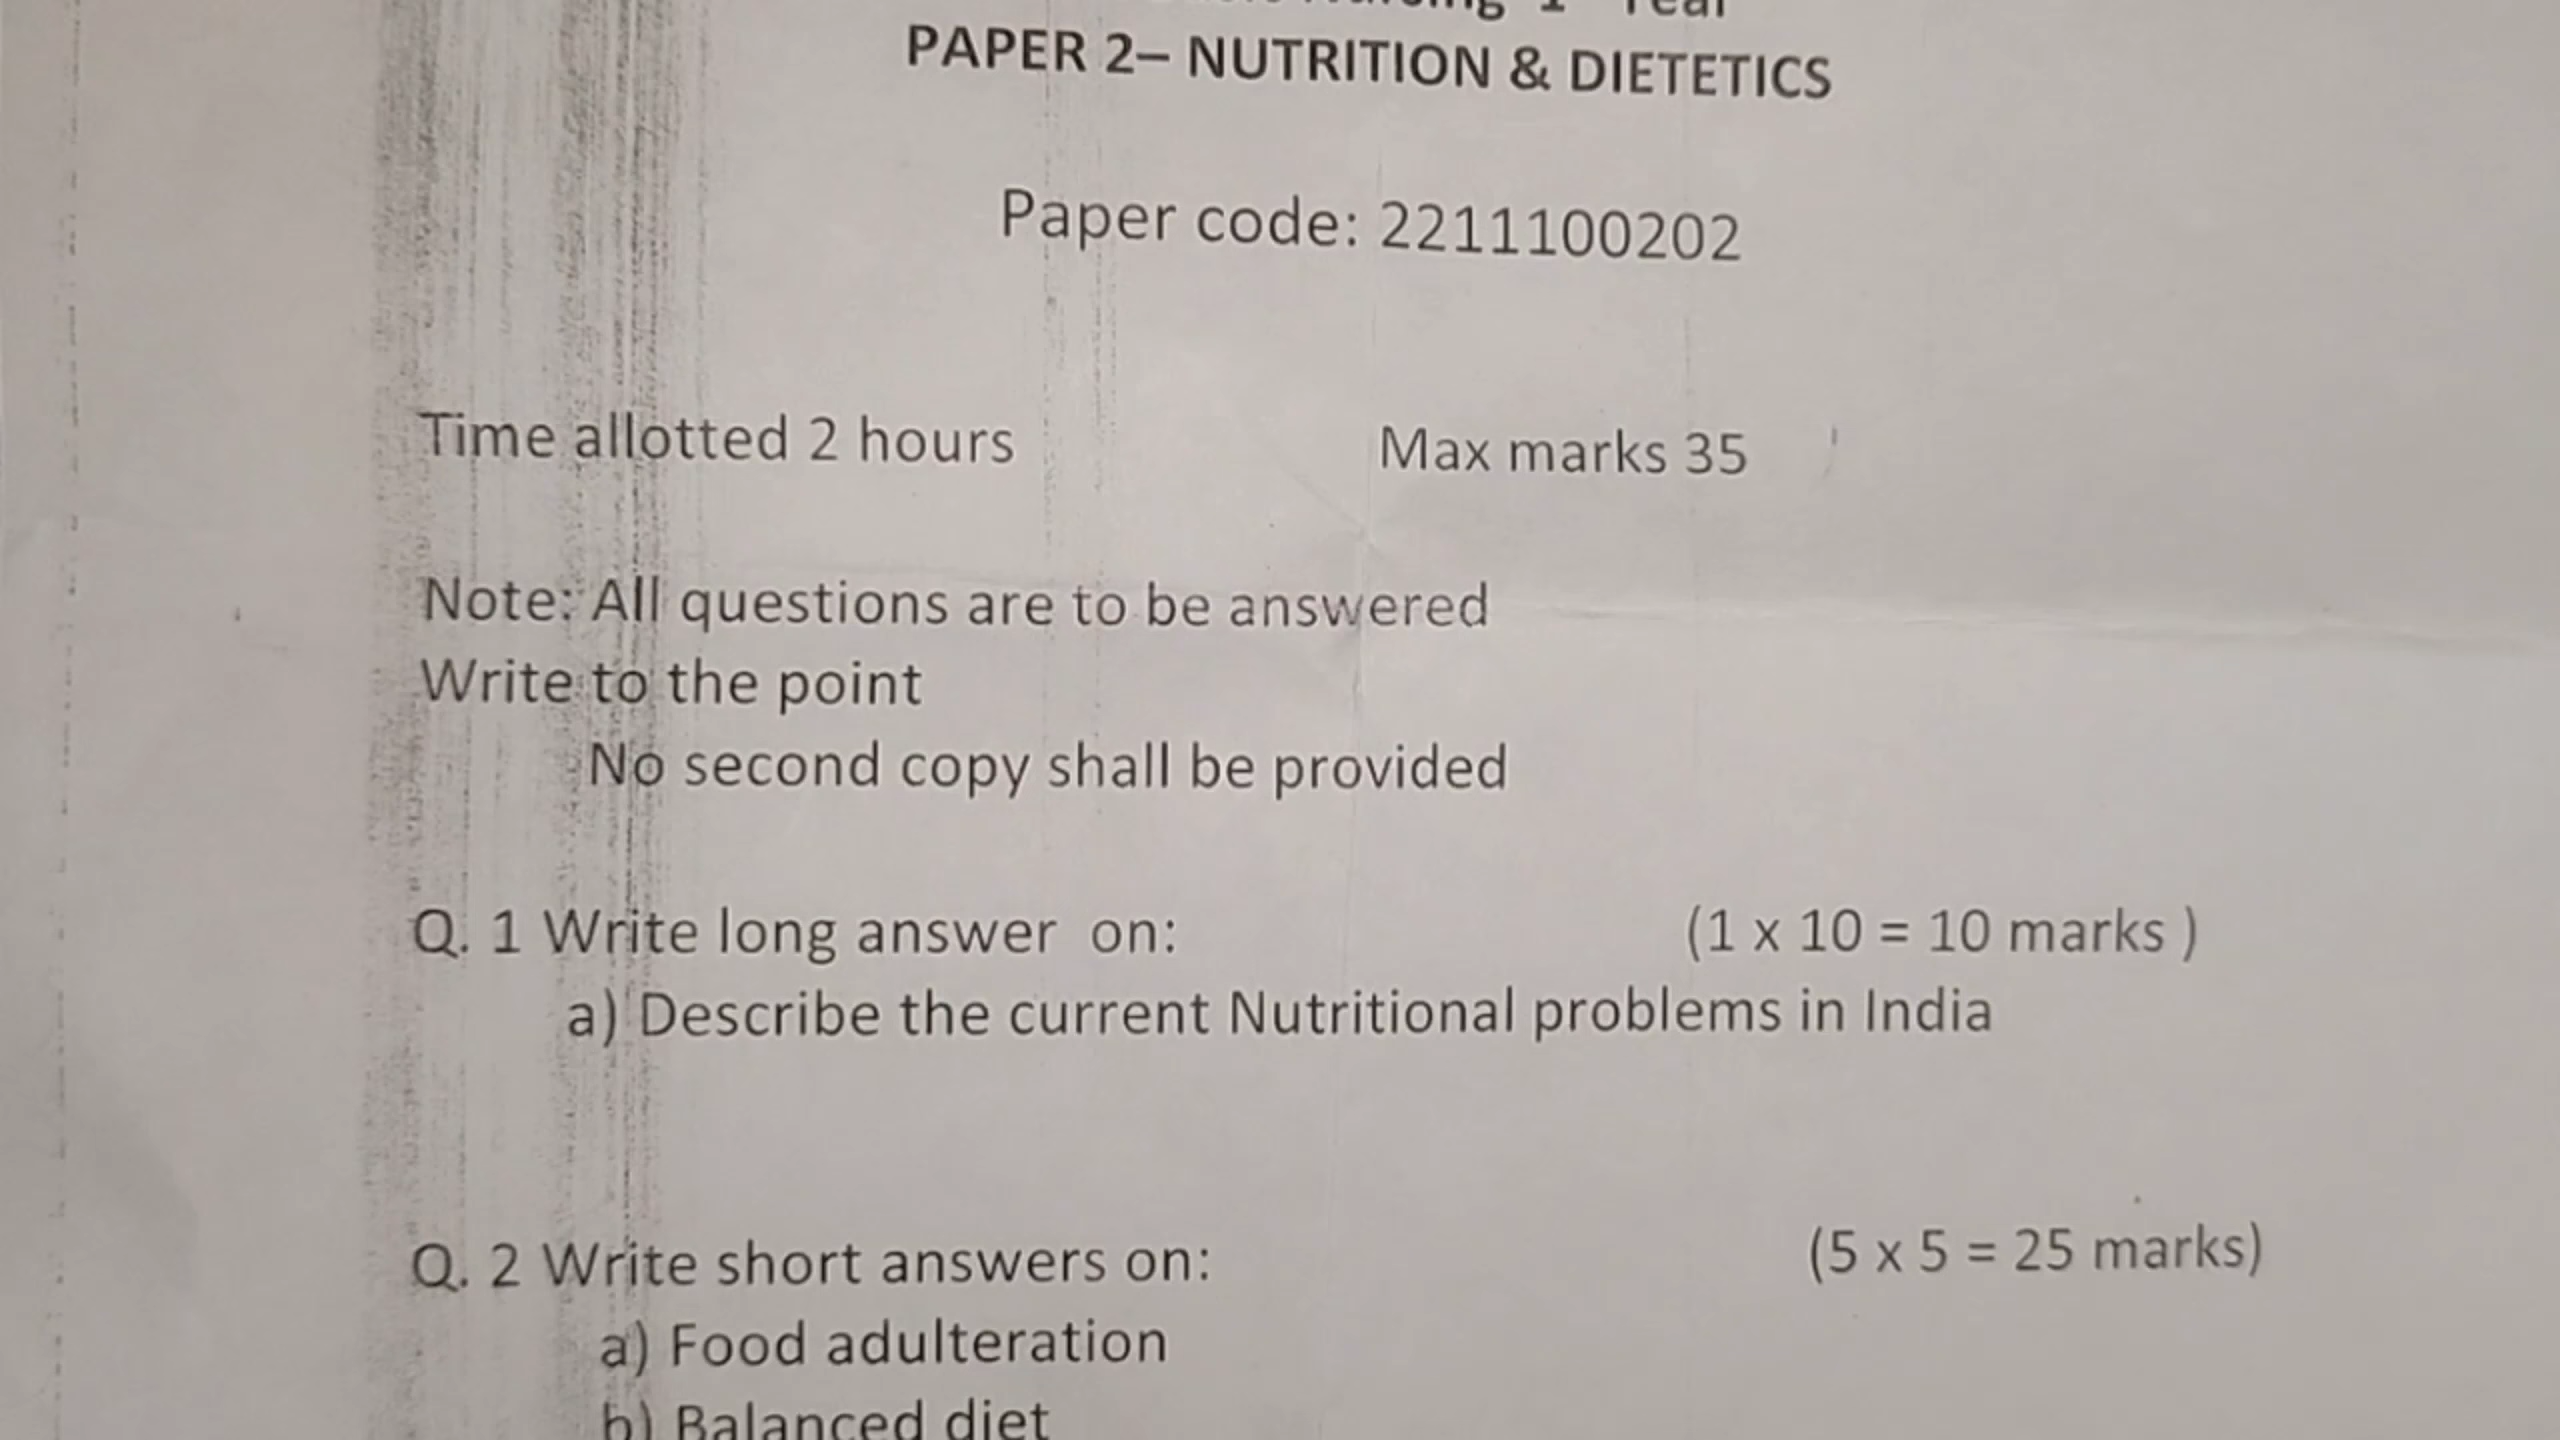 Year
PAPER 2– NUTRITION & DIETETICS
Paper code: 2211100202
Time allotted 2 hours Max marks 35
Note: All questions are to be answered
Write to the point
No second copy shall be provided
Q. 1 Write long answer on: (1 x 10 = 10 marks )
a) Describe the current Nutritional problems in India
Q. 2 Write short answers on: (5 x 5 = 25 marks)
a) Food adulteration
b) Balanced diet